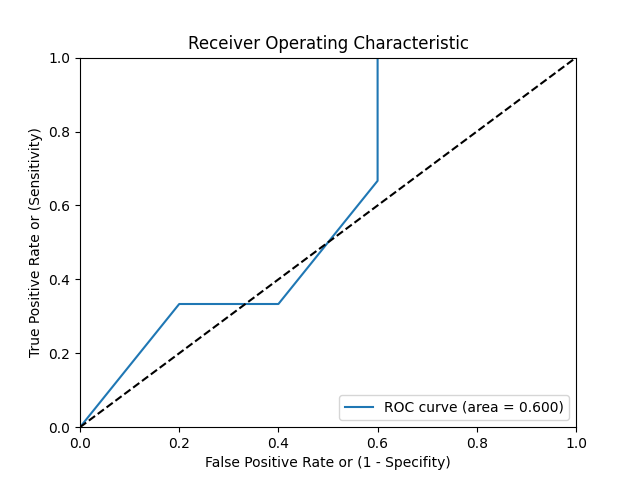 Receiver Operating Characteristic
1.0
0.8
0.6
0.4
0.2
0.0
True Positive Rate or (Sensitivity)
ROC curve (area = 0.600)
0.0 0.2 0.4 0.6 0.8 1.0
False Positive Rate or (1 - Specifity)